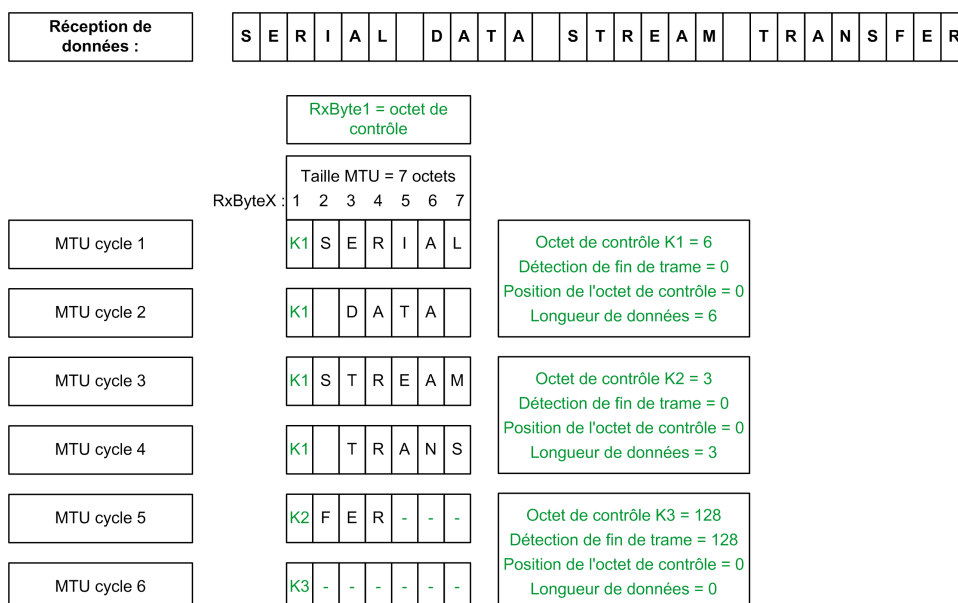 Réception de
données :
S E R I A L D A T A S T R E A M T R A N S F E R
RxByte1 = octet de
contrôle
Taille MTU = 7 octets
RxByteX : 1 2 3 4 5 6 7
MTU cycle 1
K1 S E R I A L
Octet de contrôle K1 = 6
Détection de fin de trame = 0
Position de l'octet de contrôle = 0
Longueur de données = 6
MTU cycle 2
K1 D A T A
MTU cycle 3
K1 S T R E A M
Octet de contrôle K2 = 3
Détection de fin de trame = 0
Position de l'octet de contrôle = 0
Longueur de données = 3
MTU cycle 4
K1 T R A N S
MTU cycle 5
K2 F E R - - -
Octet de contrôle K3 = 128
Détection de fin de trame = 128
Position de l'octet de contrôle = 0
Longueur de données = 0
MTU cycle 6
K3 - - - - - -